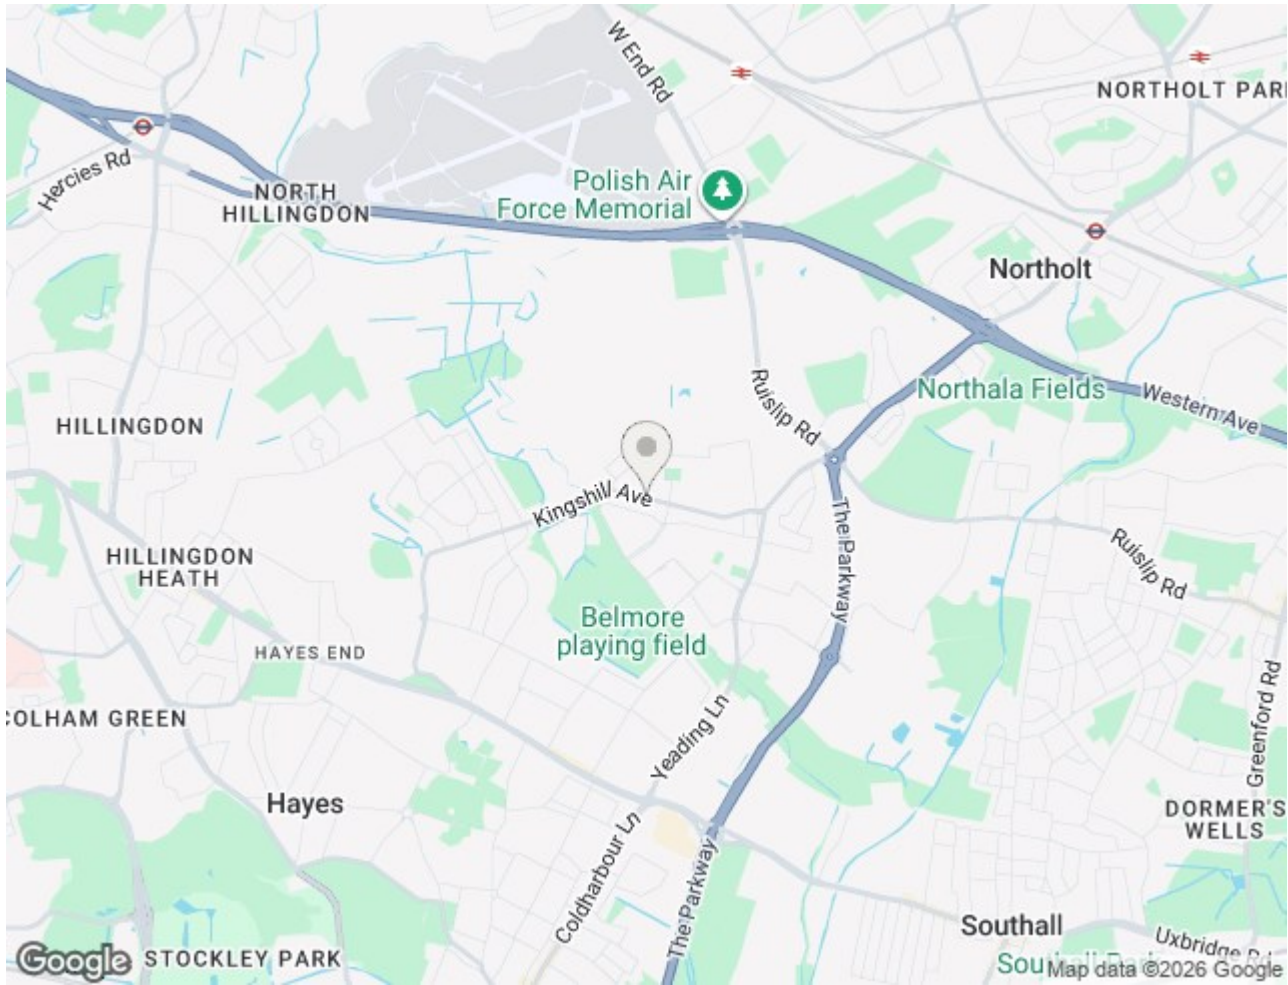 W End Rd
NORTHOLT PARK
Hercies Rd
NORTH
HILLINGDON
Polish Air
Force Memorial
Northolt
Ruislip Rd
Northala Fields
Western Ave
HILLINGDON
Kingshill Ave
The Parkway
HILLINGDON
HEATH
Ruislip Rd
Belmore
playing field
HAYES END
Greenford Rd
COLHAM GREEN
Yeading Ln
Hayes
DORMER'S
WELLS
Coldharbour Ln
The Parkway
Southall
Uxbridge Rd
Google
STOCKLEY PARK
Sou
Map data ©2026 Google